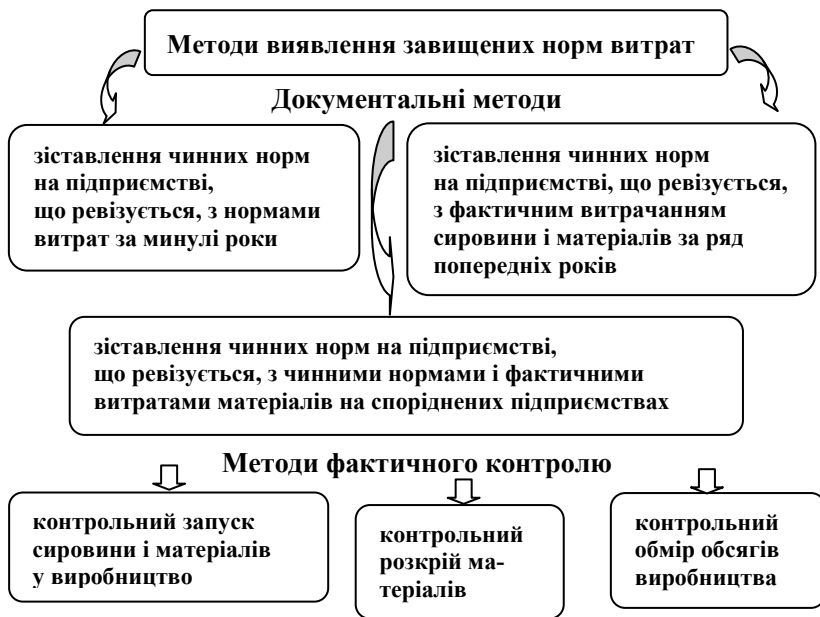 Методи виявлення завищених норм витрат
Документальні методи
зіставлення чинних норм
на підприємстві,
що ревізується, з нормами
витрат за минулі роки
зіставлення чинних норм
на підприємстві, що ревізується,
з фактичним витрачанням
сировини і матеріалів за ряд
попередніх років
зіставлення чинних норм на підприємстві,
що ревізується, з чинними нормами і фактичними
витратами матеріалів на споріднених підприємствах
Методи фактичного контролю
контрольний запуск
сировини і матеріалів
у виробництво
контрольний
розкрій ма-
теріалів
контрольний
обмір обсягів
виробництва